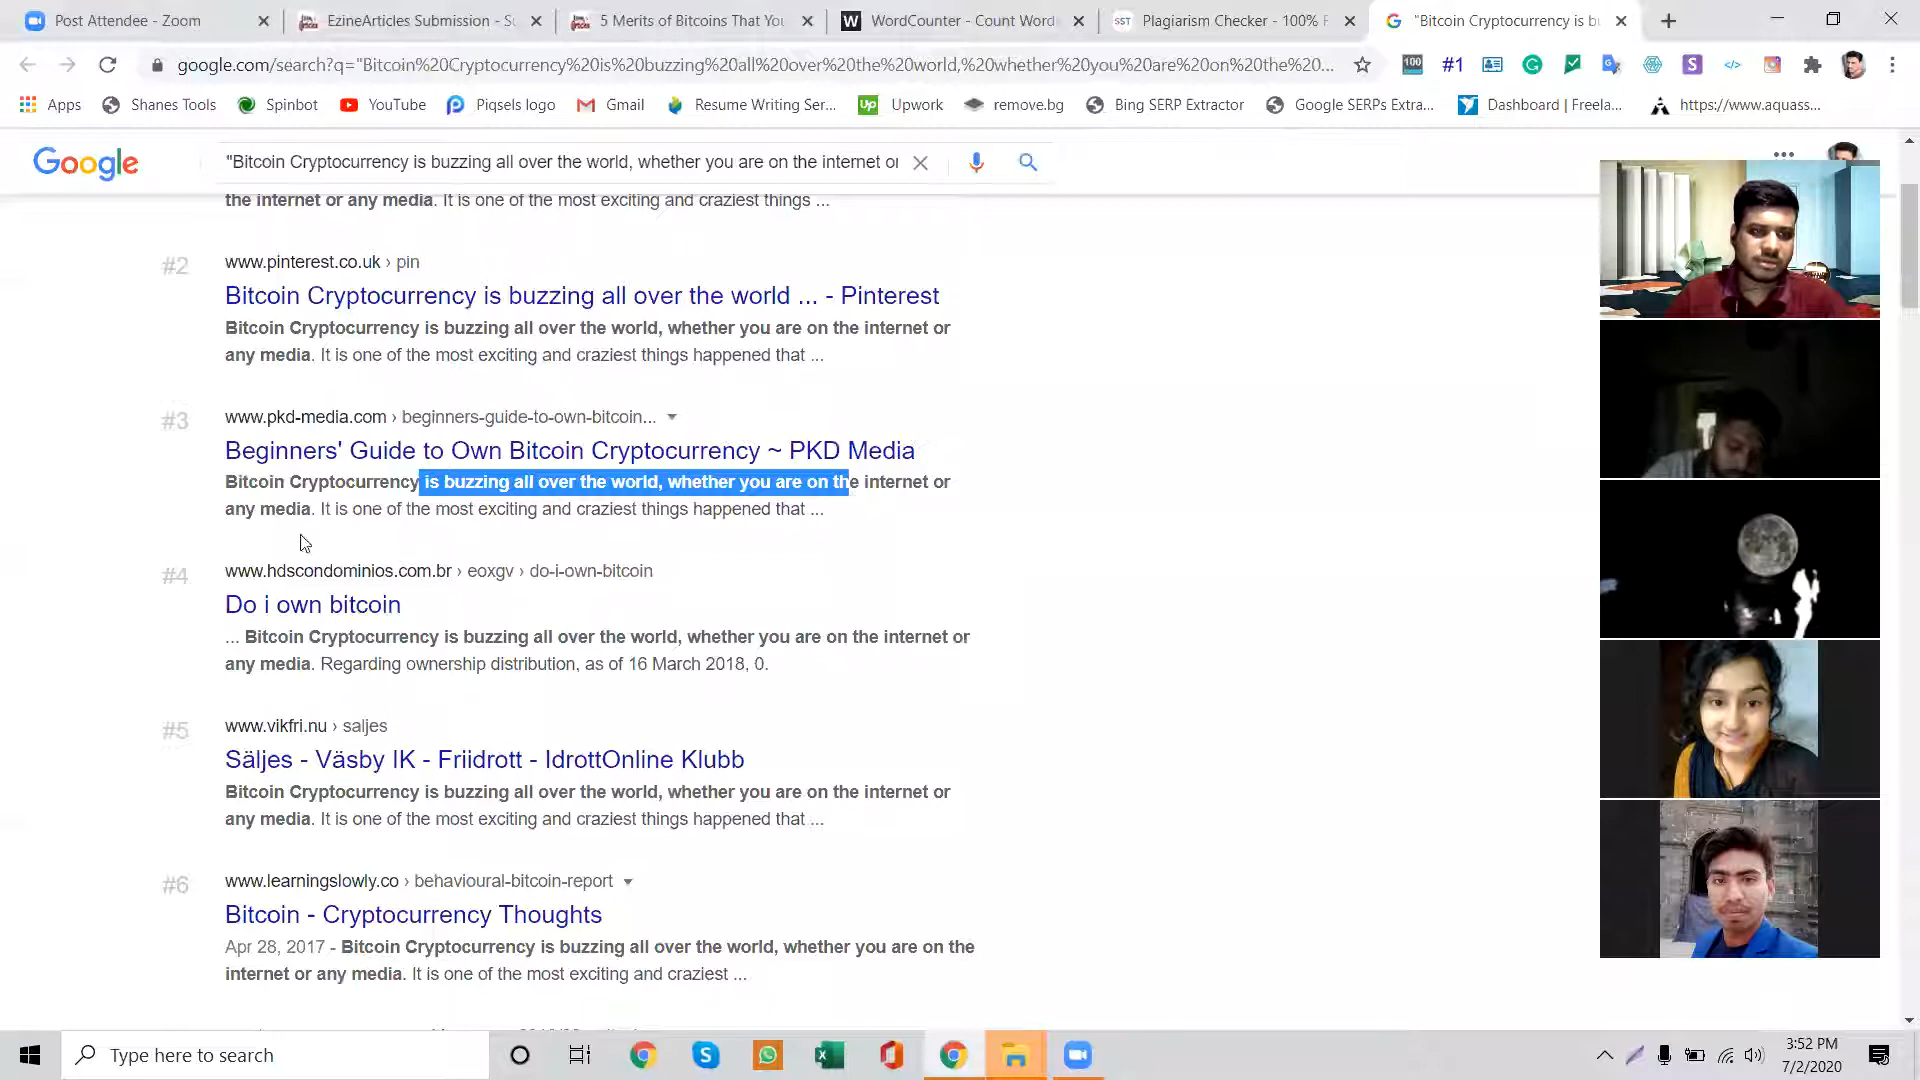 Post Attendee - Zoom
EzineArticles Submission - Su
5 Merits of Bitcoins That You
WordCounter - Count Word
Plagiarism Checker - 100% F
"Bitcoin Cryptocurrency is bu
google.com/search?q="Bitcoin%20Cryptocurrency%20is%20buzzing%20all%20over%20the%20world,%20whether%20you%20are%20on%20the%20...
100
#1
Apps
Shanes Tools
Spinbot
YouTube
Piqsels logo
Gmail
Resume Writing Ser...
Up Upwork
remove.bg
Bing SERP Extractor
Google SERPs Extra...
Dashboard | Freela...
https://www.aquass...
Google
"Bitcoin Cryptocurrency is buzzing all over the world, whether you are on the internet or
the internet or any media. It is one of the most exciting and craziest things ...
#2
www.pinterest.co.uk › pin
Bitcoin Cryptocurrency is buzzing all over the world ... - Pinterest
Bitcoin Cryptocurrency is buzzing all over the world, whether you are on the internet or
any media. It is one of the most exciting and craziest things happened that ...
#3
www.pkd-media.com › beginners-guide-to-own-bitcoin...
Beginners' Guide to Own Bitcoin Cryptocurrency ~ PKD Media
Bitcoin Cryptocurrency is buzzing all over the world, whether you are on the internet or
any media. It is one of the most exciting and craziest things happened that ...
#4
www.hdscondominios.com.br › eoxgv › do-i-own-bitcoin
Do i own bitcoin
... Bitcoin Cryptocurrency is buzzing all over the world, whether you are on the internet or
any media. Regarding ownership distribution, as of 16 March 2018, 0.
#5
www.vikfri.nu › saljes
Säljes - Väsby IK - Friidrott - IdrottOnline Klubb
Bitcoin Cryptocurrency is buzzing all over the world, whether you are on the internet or
any media. It is one of the most exciting and craziest things happened that ...
#6
www.learningslowly.co › behavioural-bitcoin-report
Bitcoin - Cryptocurrency Thoughts
Apr 28, 2017 - Bitcoin Cryptocurrency is buzzing all over the world, whether you are on the
internet or any media. It is one of the most exciting and craziest ...
Type here to search
3:52 PM
7/2/2020